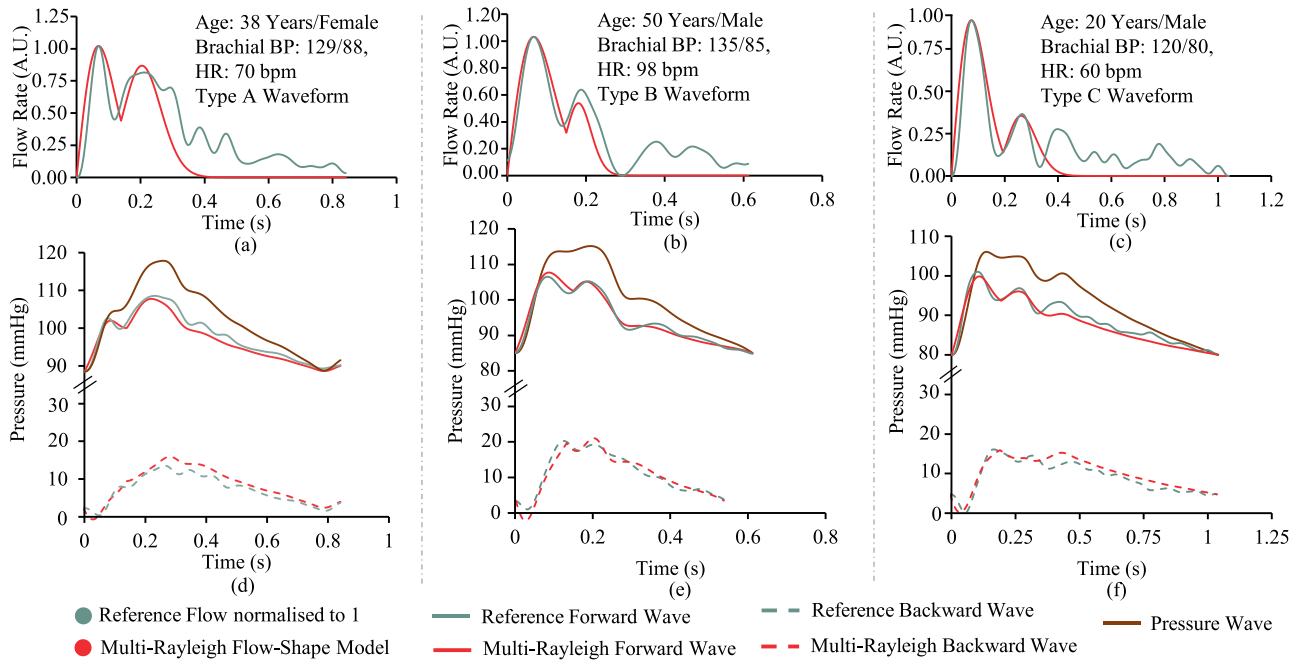 Flow Rate (A.U.)
1.25
1.00
0.75
0.50
0.25
0.00
Age: 38 Years/Female
Brachial BP: 129/88,
HR: 70 bpm
Type A Waveform
0
0.2
0.4
0.6
0.8
1
Time (s)
(a)
Flow Rate (A.U.)
1.20
1.00
0.80
0.60
0.40
0.20
0.00
Age: 50 Years/Male
Brachial BP: 135/85,
HR: 98 bpm
Type B Waveform
0
0.2
0.4
0.6
0.8
Time (s)
(b)
Flow Rate (A.U.)
1.00
0.75
0.50
0.25
0.00
Age: 20 Years/Male
Brachial BP: 120/80,
HR: 60 bpm
Type C Waveform
0
0.2
0.4
0.6
0.8
1.0
1.2
Time (s)
(c)
Pressure (mmHg)
120
110
100
90
30
20
10
0
0
0.2
0.4
0.6
0.8
1
Time (s)
(d)
Pressure (mmHg)
120
110
100
90
80
30
20
10
0
0
0.2
0.4
0.6
0.8
Time (s)
(e)
Pressure (mmHg)
110
100
90
80
30
20
10
0
0
0.25
0.5
0.75
1
1.25
Time (s)
(f)
Reference Flow normalised to 1
Reference Forward Wave
Reference Backward Wave
Pressure Wave
Multi-Rayleigh Flow-Shape Model
Multi-Rayleigh Forward Wave
Multi-Rayleigh Backward Wave